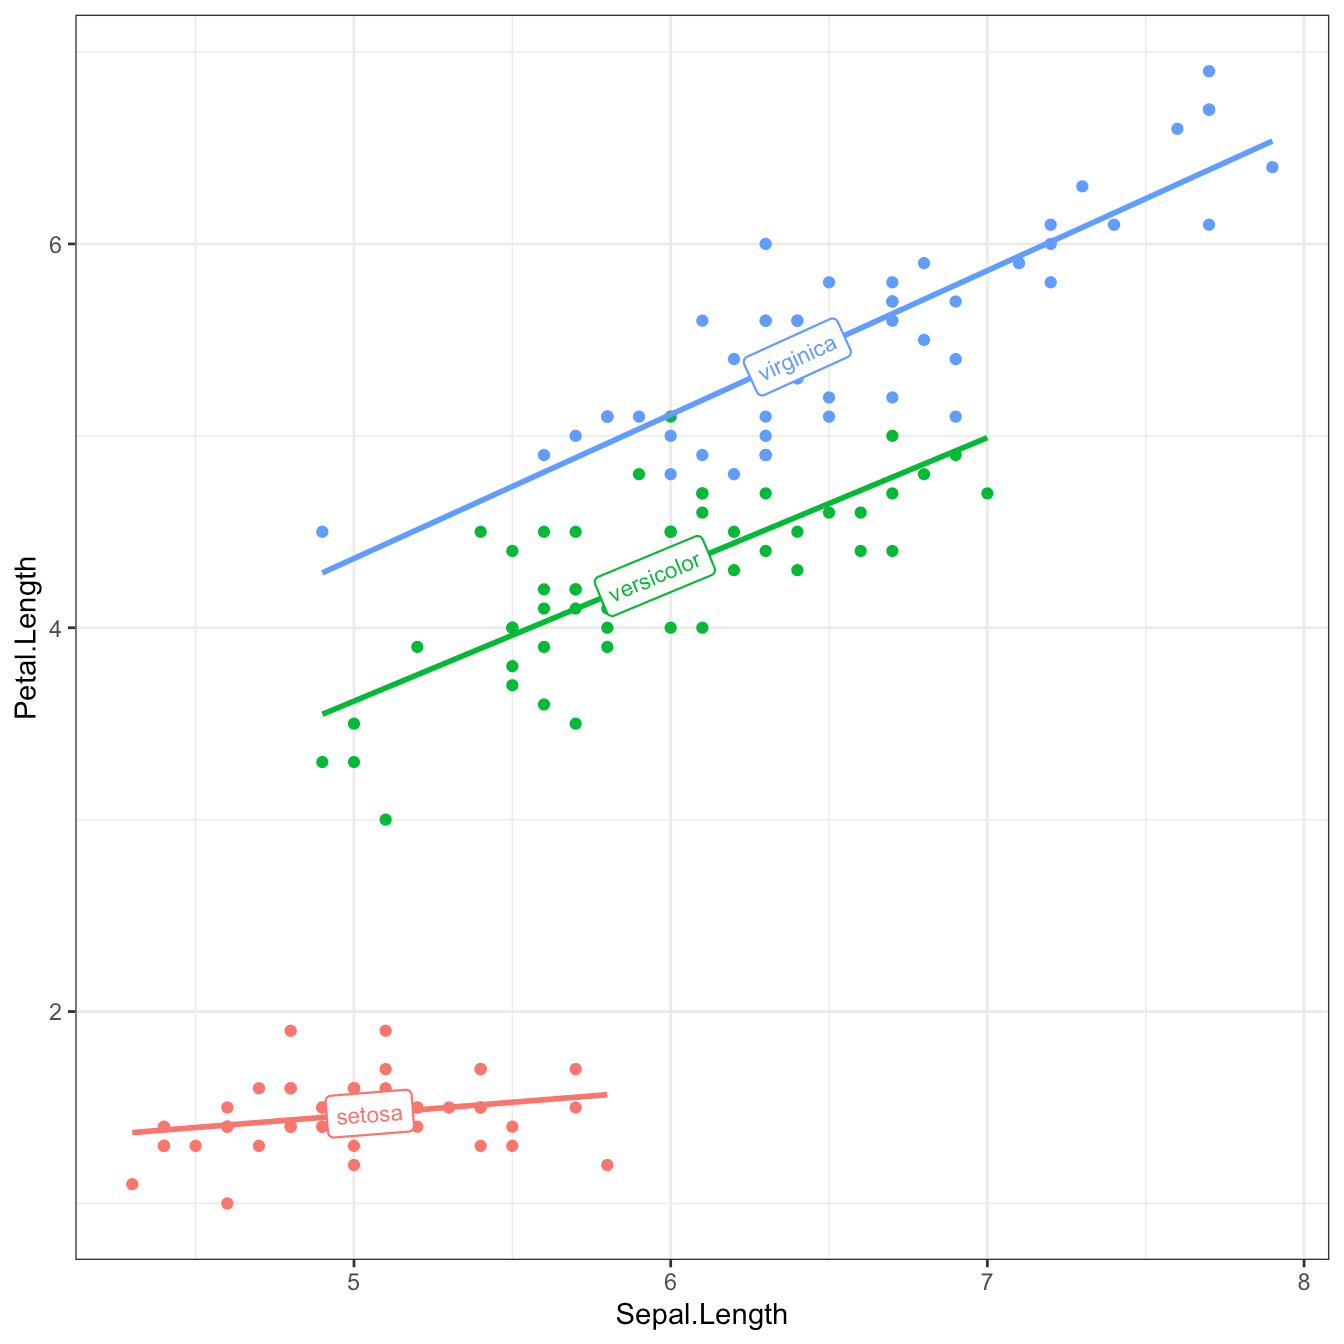 6
4
2
Petal.Length
virginica
versicolor
setosa
5 6 7 8
Sepal.Length